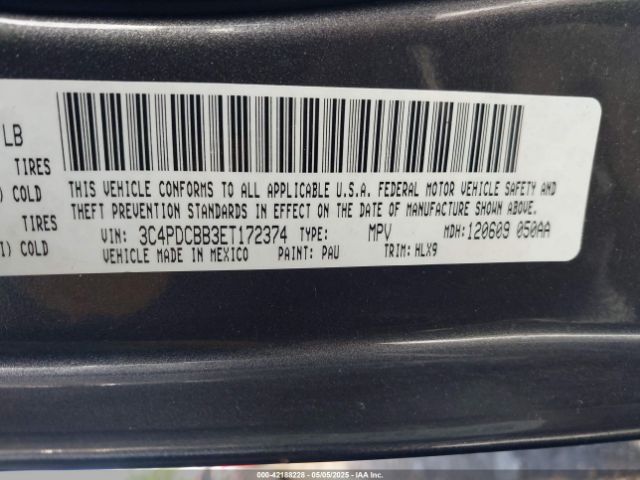 LB
TIRES
) COLD
TIRES
I) COLD
THIS VEHICLE CONFORMS TO ALL APPLICABLE U.S.A. FEDERAL MOTOR VEHICLE SAFETY AND
THEFT PREVENTION STANDARDS IN EFFECT ON THE DATE OF MANUFACTURE SHOWN ABOVE.
VIN: 3C4PDCBB3ET172374 TYPE: MPV MDH: 120609 050AA
VEHICLE MADE IN MEXICO PAINT: PAU TRIM: HLX9
000-42188228 - 05/05/2025 - IAAI.com